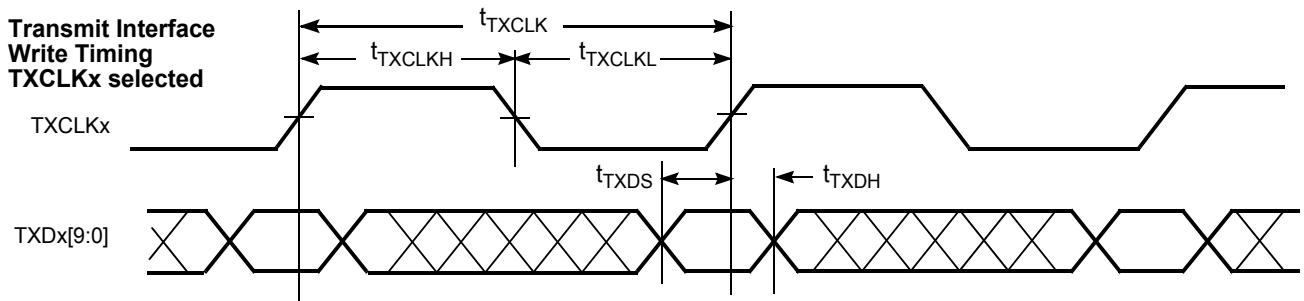 Transmit Interface
Write Timing
TXCLKx selected
tTXCLK
tTXCLKH
tTXCLKL
TXCLKx
tTXDS
tTXDH
TXDx[9:0]